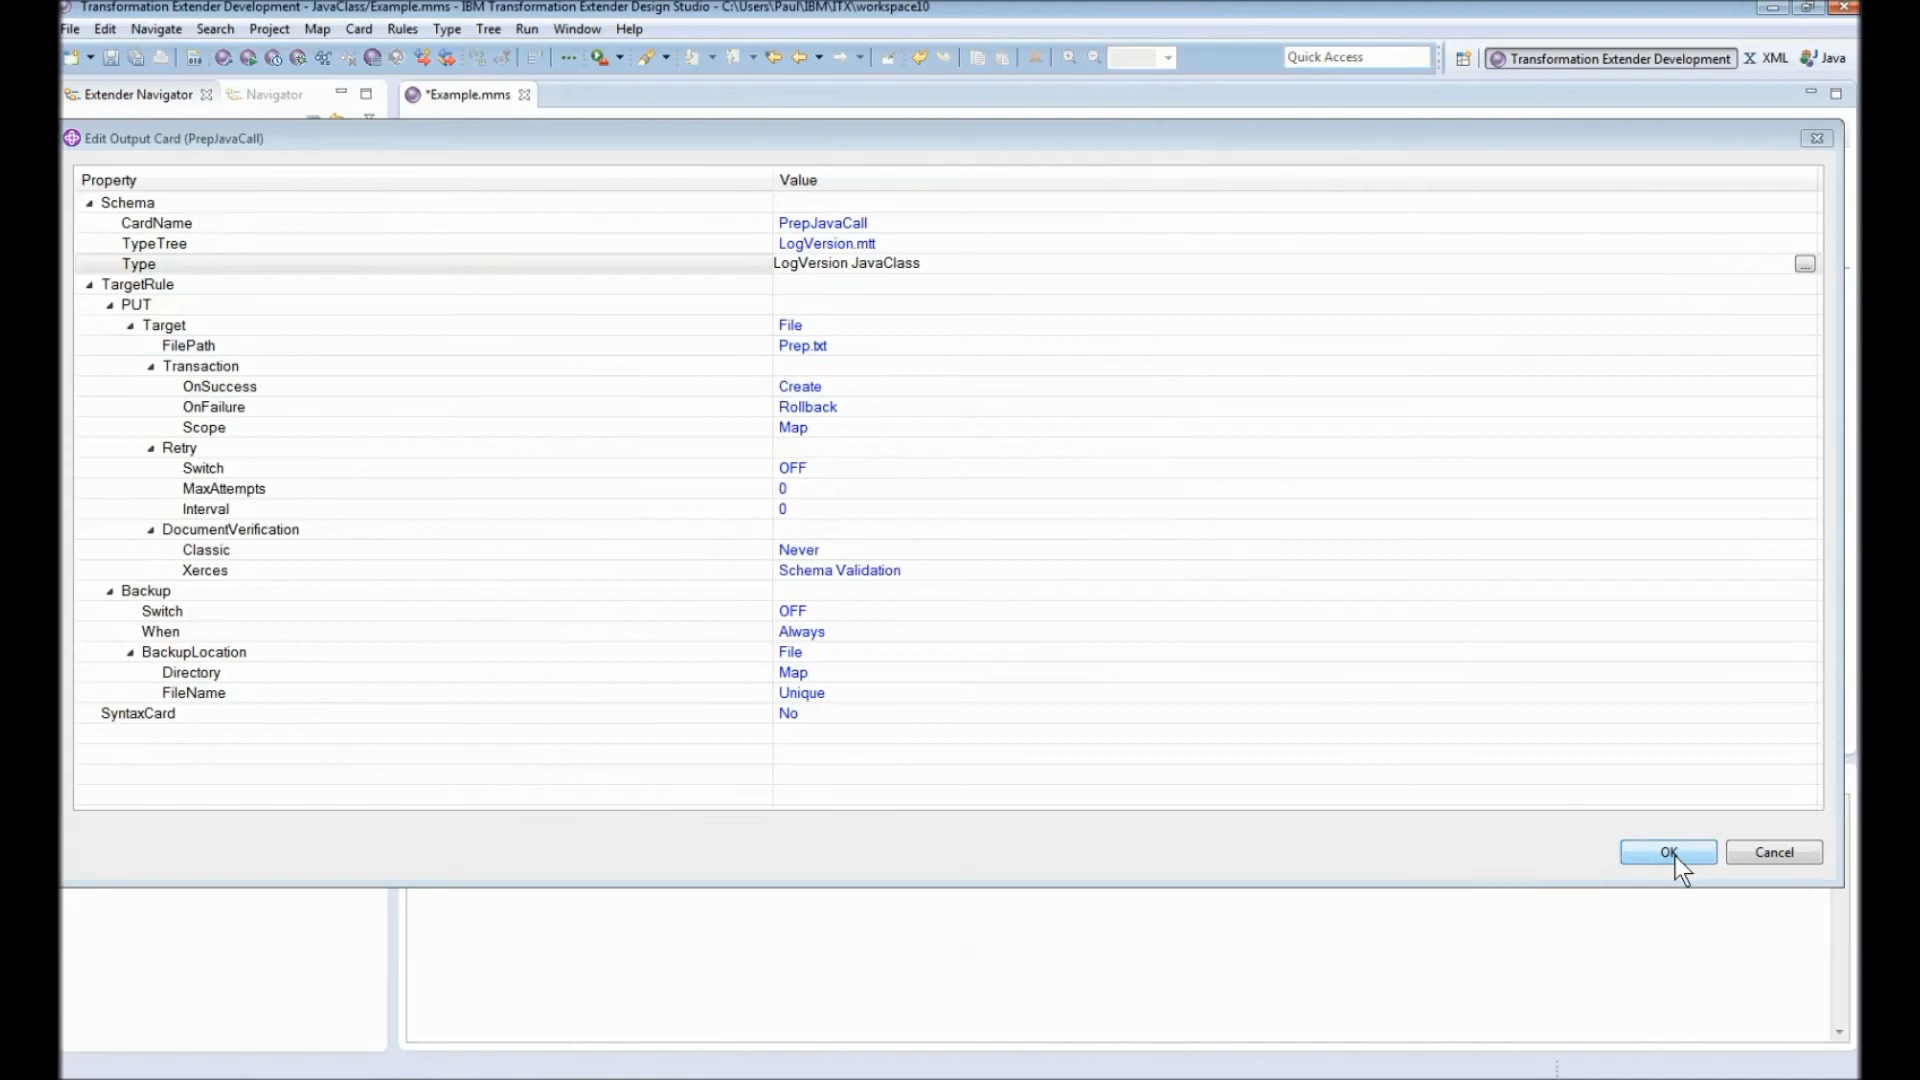 Transformation Extender Development - JavaClass/Example.mms - IBM Transformation Extender Design Studio - C:\Users\Paul\IBM\ITX\workspace10
File Edit Navigate Search Project Map Card Rules Type Tree Run Window Help
Quick Access
Transformation Extender Development
XML
Java
Extender Navigator
Navigator
*Example.mms
Edit Output Card (PrepJavaCall)
Property Value
Schema
CardName PrepJavaCall
TypeTree LogVersion.mtt
Type LogVersion JavaClass
...
TargetRule
PUT
Target File
FilePath Prep.txt
Transaction
OnSuccess Create
OnFailure Rollback
Scope Map
Retry
Switch OFF
MaxAttempts 0
Interval 0
DocumentVerification
Classic Never
Xerces Schema Validation
Backup
Switch OFF
When Always
BackupLocation File
Directory Map
FileName Unique
SyntaxCard No
OK Cancel